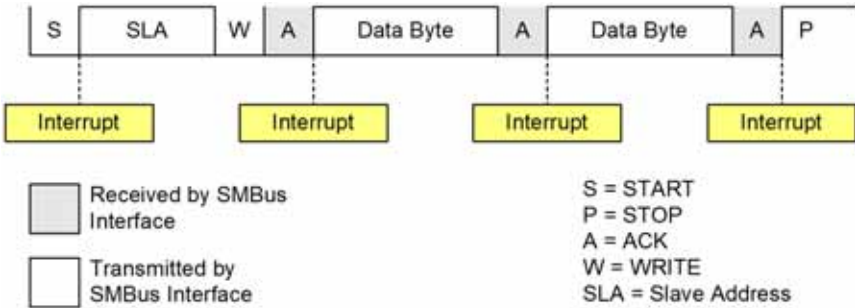 S SLA W A Data Byte A Data Byte A P
Interrupt Interrupt Interrupt Interrupt
Received by SMBus
Interface
Transmitted by
SMBus Interface
S = START
P = STOP
A = ACK
W = WRITE
SLA = Slave Address